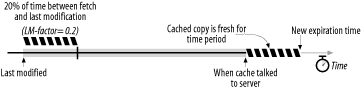 20% of time between fetch
and last modification
(LM-factor= 0.2)
Cached copy is fresh for
time period
New expiration time
Last modified
When cache talked
to server
Time